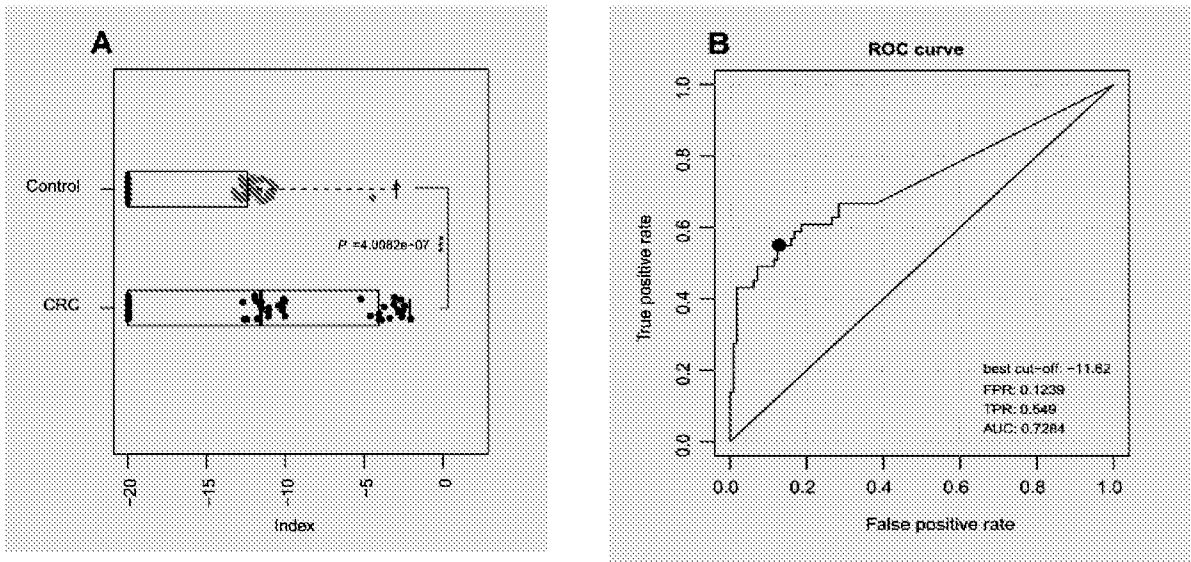 A
Control
P =4.0082e-07
***
CRC
-20
-15
-10
-5
0
Index
B
ROC curve
True positive rate
1.0
0.8
0.6
0.4
0.2
0.0
best cut-off: -11.62
FPR: 0.1239
TPR: 0.549
AUC: 0.7284
0.0
0.2
0.4
0.6
0.8
1.0
False positive rate